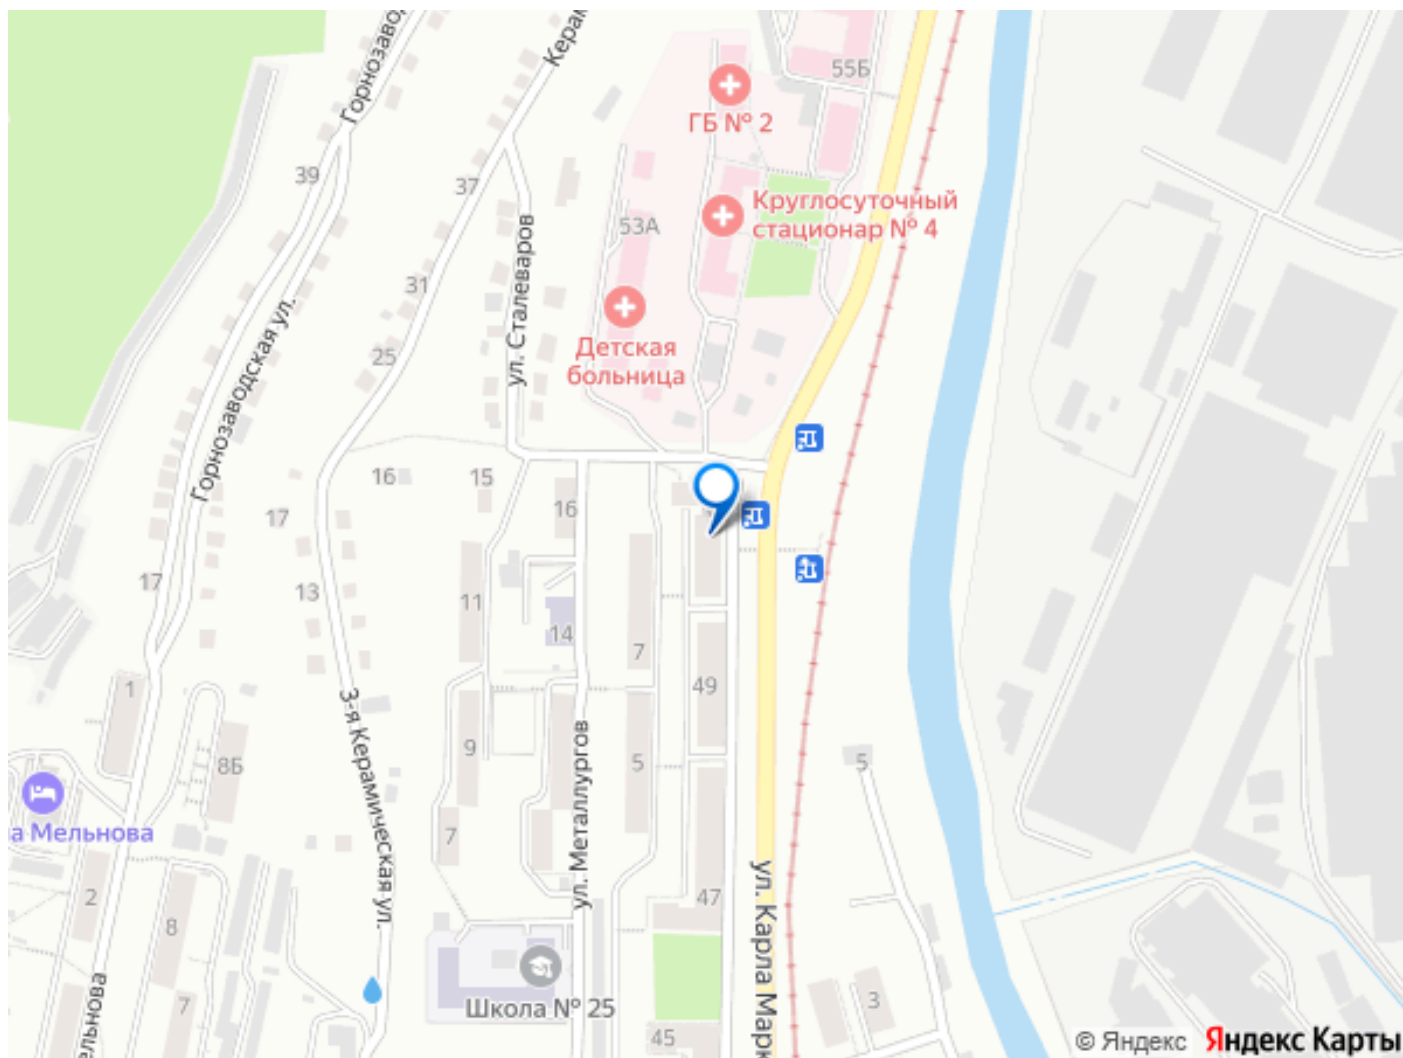 Горнозаводс
Керам
55Б
ГБ № 2
39
37
Круглосуточный
стационар № 4
53А
ул. Сталеваров
31
Горнозаводская ул.
25
Детская
больница
16
15
16
17
17
13
11
14
7
1
49
3-я Керамическая ул.
9
8Б
5
5
ул. Металлургов
а Мельнова
7
2
8
47
ул. Карла Марк
7
ельнова
Школа № 25
45
3
© Яндекс
Яндекс Карты